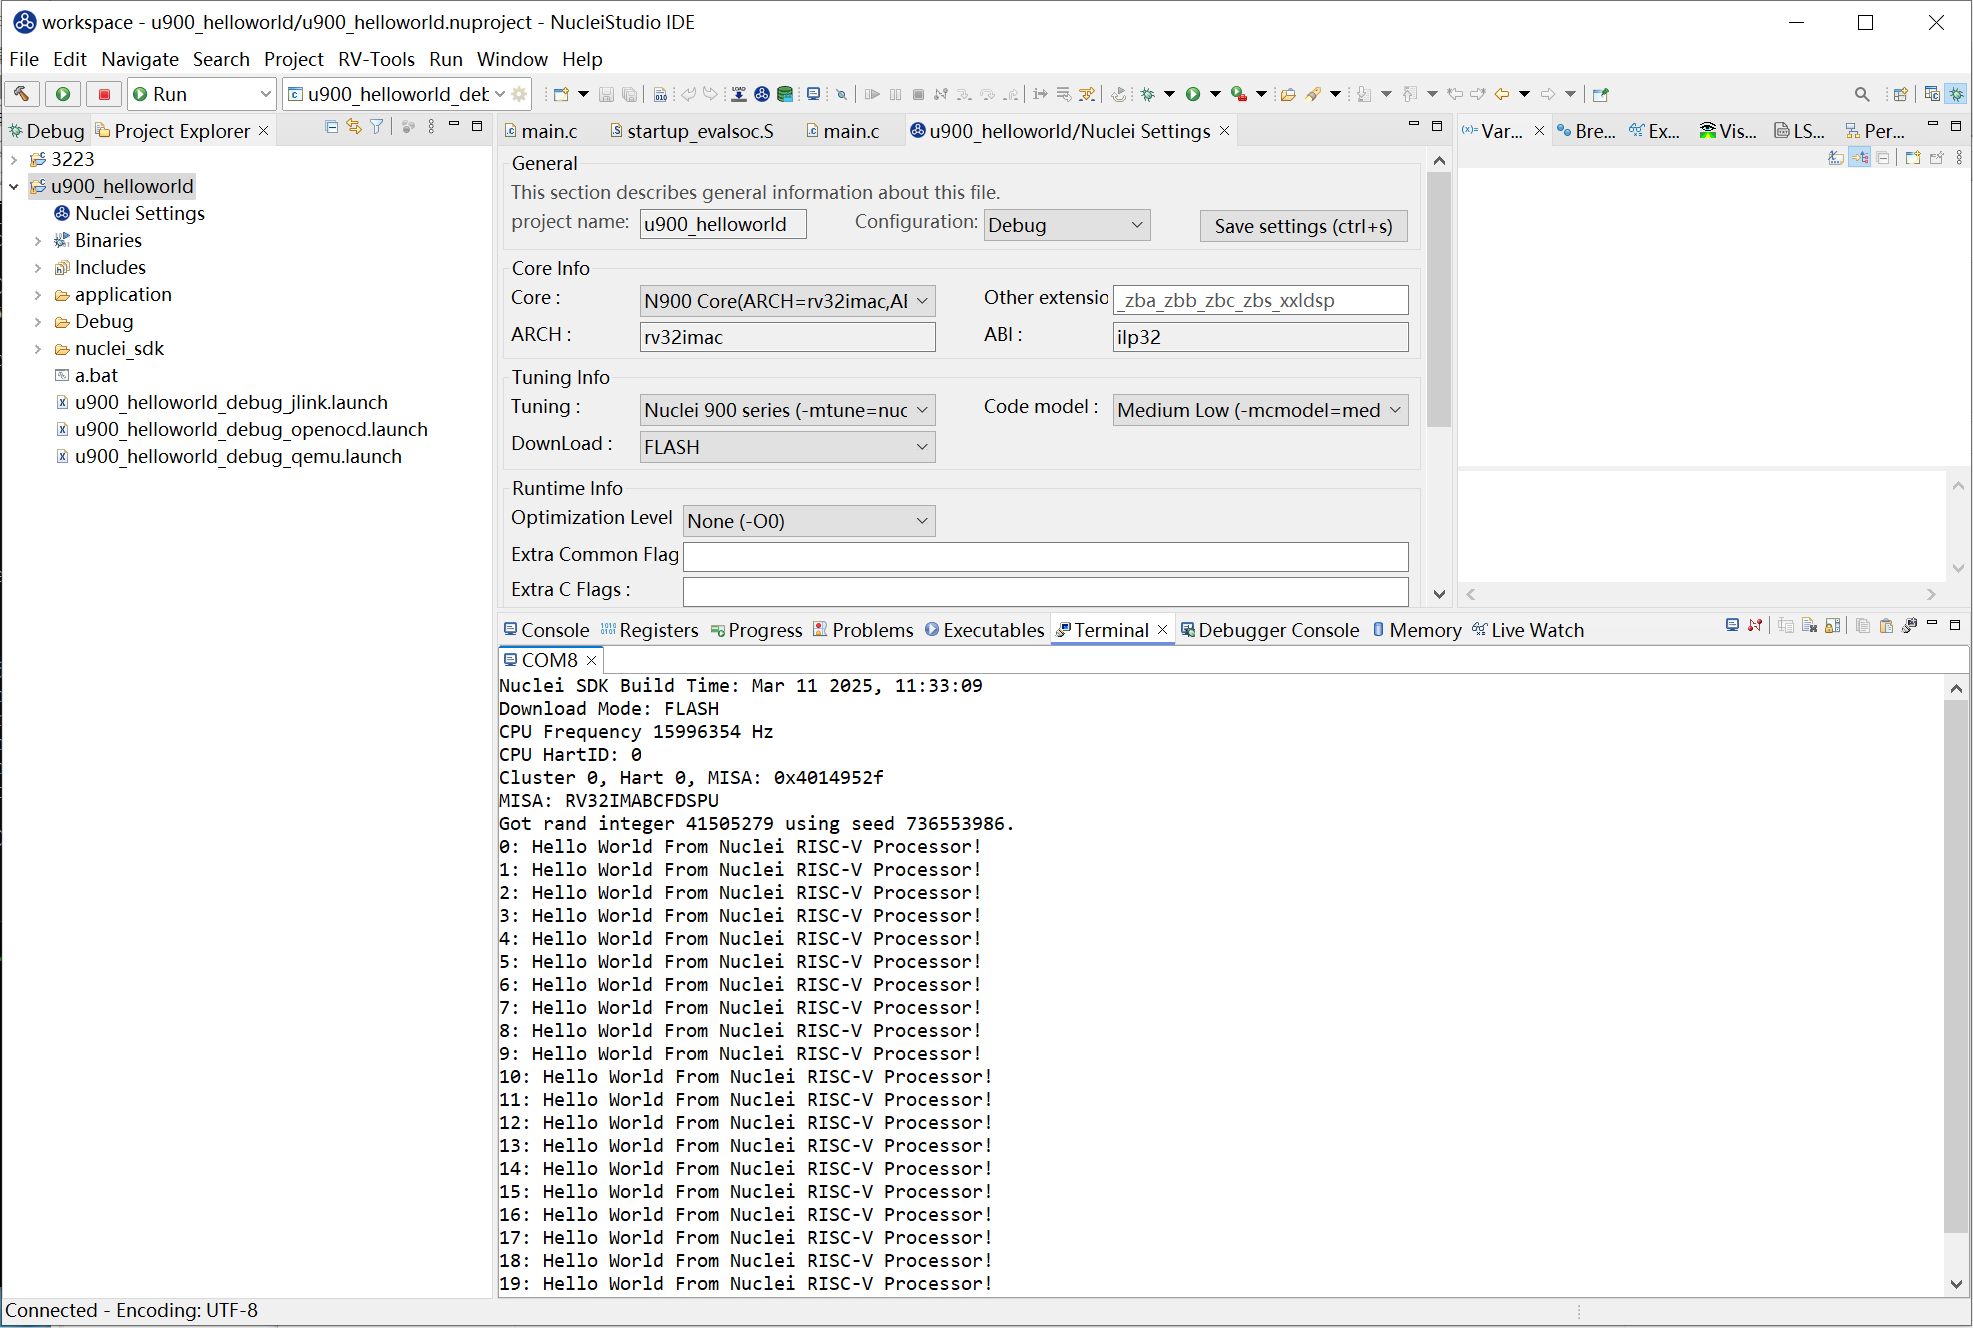 workspace - u900_helloworld/u900_helloworld.nuproject - NucleiStudio IDE
File Edit Navigate Search Project RV-Tools Run Window Help
Run u900_helloworld_deb
Debug Project Explorer
3223
u900_helloworld
Nuclei Settings
Binaries
Includes
application
Debug
nuclei_sdk
a.bat
u900_helloworld_debug_jlink.launch
u900_helloworld_debug_openocd.launch
u900_helloworld_debug_qemu.launch
main.c startup_evalsoc.S main.c u900_helloworld/Nuclei Settings
General
This section describes general information about this file.
project name: u900_helloworld Configuration: Debug Save settings (ctrl+s)
Core Info
Core : N900 Core(ARCH=rv32imac,AI Other extensio _zba_zbb_zbc_zbs_xxldsp
ARCH : rv32imac ABI : ilp32
Tuning Info
Tuning : Nuclei 900 series (-mtune=nuc Code model : Medium Low (-mcmodel=med
DownLoad : FLASH
Runtime Info
Optimization Level None (-O0)
Extra Common Flag
Extra C Flags :
(x)= Var... Bre... Ex... Vis... LS... Per...
Console Registers Progress Problems Executables Terminal Debugger Console Memory Live Watch
COM8
Nuclei SDK Build Time: Mar 11 2025, 11:33:09
Download Mode: FLASH
CPU Frequency 15996354 Hz
CPU HartID: 0
Cluster 0, Hart 0, MISA: 0x4014952f
MISA: RV32IMABCFDSPU
Got rand integer 41505279 using seed 736553986.
0: Hello World From Nuclei RISC-V Processor!
1: Hello World From Nuclei RISC-V Processor!
2: Hello World From Nuclei RISC-V Processor!
3: Hello World From Nuclei RISC-V Processor!
4: Hello World From Nuclei RISC-V Processor!
5: Hello World From Nuclei RISC-V Processor!
6: Hello World From Nuclei RISC-V Processor!
7: Hello World From Nuclei RISC-V Processor!
8: Hello World From Nuclei RISC-V Processor!
9: Hello World From Nuclei RISC-V Processor!
10: Hello World From Nuclei RISC-V Processor!
11: Hello World From Nuclei RISC-V Processor!
12: Hello World From Nuclei RISC-V Processor!
13: Hello World From Nuclei RISC-V Processor!
14: Hello World From Nuclei RISC-V Processor!
15: Hello World From Nuclei RISC-V Processor!
16: Hello World From Nuclei RISC-V Processor!
17: Hello World From Nuclei RISC-V Processor!
18: Hello World From Nuclei RISC-V Processor!
19: Hello World From Nuclei RISC-V Processor!
Connected - Encoding: UTF-8